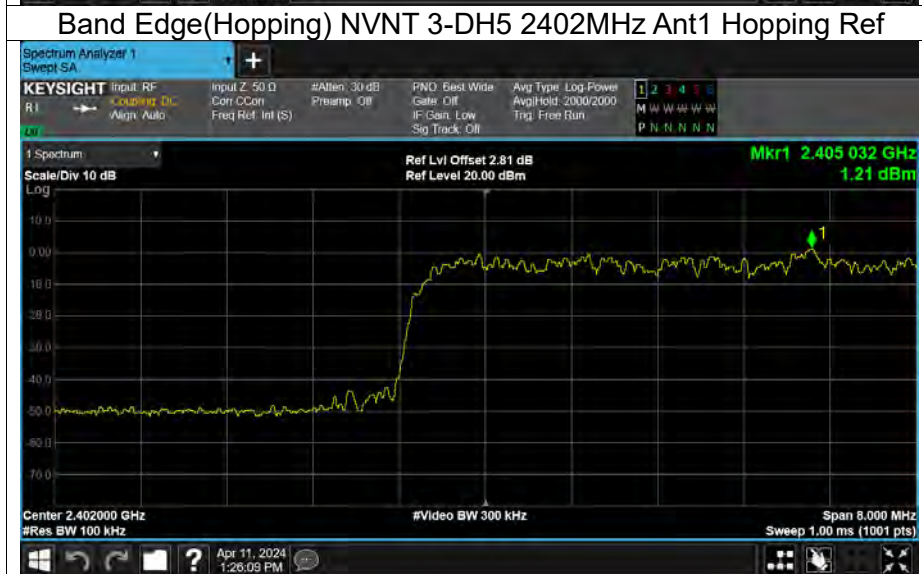 Band Edge(Hopping) NVNT 3-DH5 2402MHz Ant1 Hopping Ref
Spectrum Analyzer 1
Swept SA
+
KEYSIGHT Input: RF Input Z: 50 Ω #Atten: 30 dB PNO: Best Wide Avg Type: Log-Power 1 2 3 4 5 6
RL Coupling: DC Corr CCorr Preamp: Off Gate: Off Avg|Hold: 2000/2000 M W W W W W
Align: Auto Freq Ref: Int (S) IF Gain: Low Trig: Free Run
Sig Track: Off P N N N N N
1 Spectrum Ref Lvl Offset 2.81 dB Mkr1 2.405 032 GHz
Scale/Div 10 dB Ref Level 20.00 dBm 1.21 dBm
Log
10.0
0.00
1
-10.0
-20.0
-30.0
-40.0
-50.0
-60.0
-70.0
Center 2.402000 GHz #Video BW 300 kHz Span 8.000 MHz
#Res BW 100 kHz Sweep 1.00 ms (1001 pts)
? Apr 11, 2024
1:26:09 PM